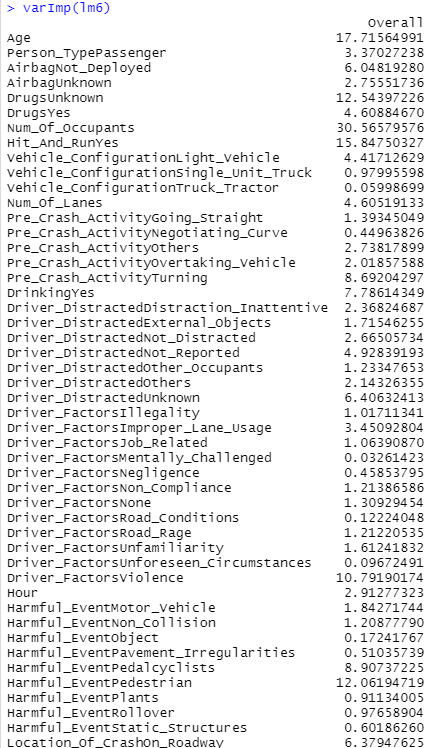 > varImp(lm6)
Overall
Age 17.71564991
Person_TypePassenger 3.37027238
AirbagNot_Deployed 6.04819280
AirbagUnknown 2.75551736
DrugsUnknown 12.54397226
DrugsYes 4.60884670
Num_Of_Occupants 30.56579576
Hit_And_RunYes 15.84750327
Vehicle_ConfigurationLight_Vehicle 4.41712629
Vehicle_ConfigurationSingle_Unit_Truck 0.97995598
Vehicle_ConfigurationTruck_Tractor 0.05998699
Num_Of_Lanes 4.60519133
Pre_Crash_ActivityGoing_Straight 1.39345049
Pre_Crash_ActivityNegotiating_Curve 0.44963826
Pre_Crash_ActivityOthers 2.73817899
Pre_Crash_ActivityOvertaking_Vehicle 2.01857588
Pre_Crash_ActivityTurning 8.69204297
DrinkingYes 7.78614349
Driver_DistractedDistraction_Inattentive 2.36824687
Driver_DistractedExternal_Objects 1.71546255
Driver_DistractedNot_Distracted 2.66505734
Driver_DistractedNot_Reported 4.92839193
Driver_DistractedOther_Occupants 1.23347653
Driver_DistractedOthers 2.14326355
Driver_DistractedUnknown 6.40632413
Driver_FactorsIllegality 1.01711341
Driver_FactorsImproper_Lane_Usage 3.45092804
Driver_FactorsJob_Related 1.06390870
Driver_FactorsMentally_Challenged 0.03261423
Driver_FactorsNegligence 0.45853795
Driver_FactorsNon_Compliance 1.21386586
Driver_FactorsNone 1.30929454
Driver_FactorsRoad_Conditions 0.12224048
Driver_FactorsRoad_Rage 1.21220535
Driver_FactorsUnfamiliarity 1.61241832
Driver_FactorsUnforeseen_Circumstances 0.09672491
Driver_FactorsViolence 10.79190174
Hour 2.91277323
Harmful_EventMotor_Vehicle 1.84271744
Harmful_EventNon_Collision 1.20877790
Harmful_EventObject 0.17241767
Harmful_EventPavement_Irregularities 0.51035739
Harmful_EventPedalcyclists 8.90737225
Harmful_EventPedestrian 12.06194719
Harmful_EventPlants 0.91134005
Harmful_EventRollover 0.97658904
Harmful_EventStatic_Structures 0.60186260
Location_Of_CrashOn_Roadway 6.37947625